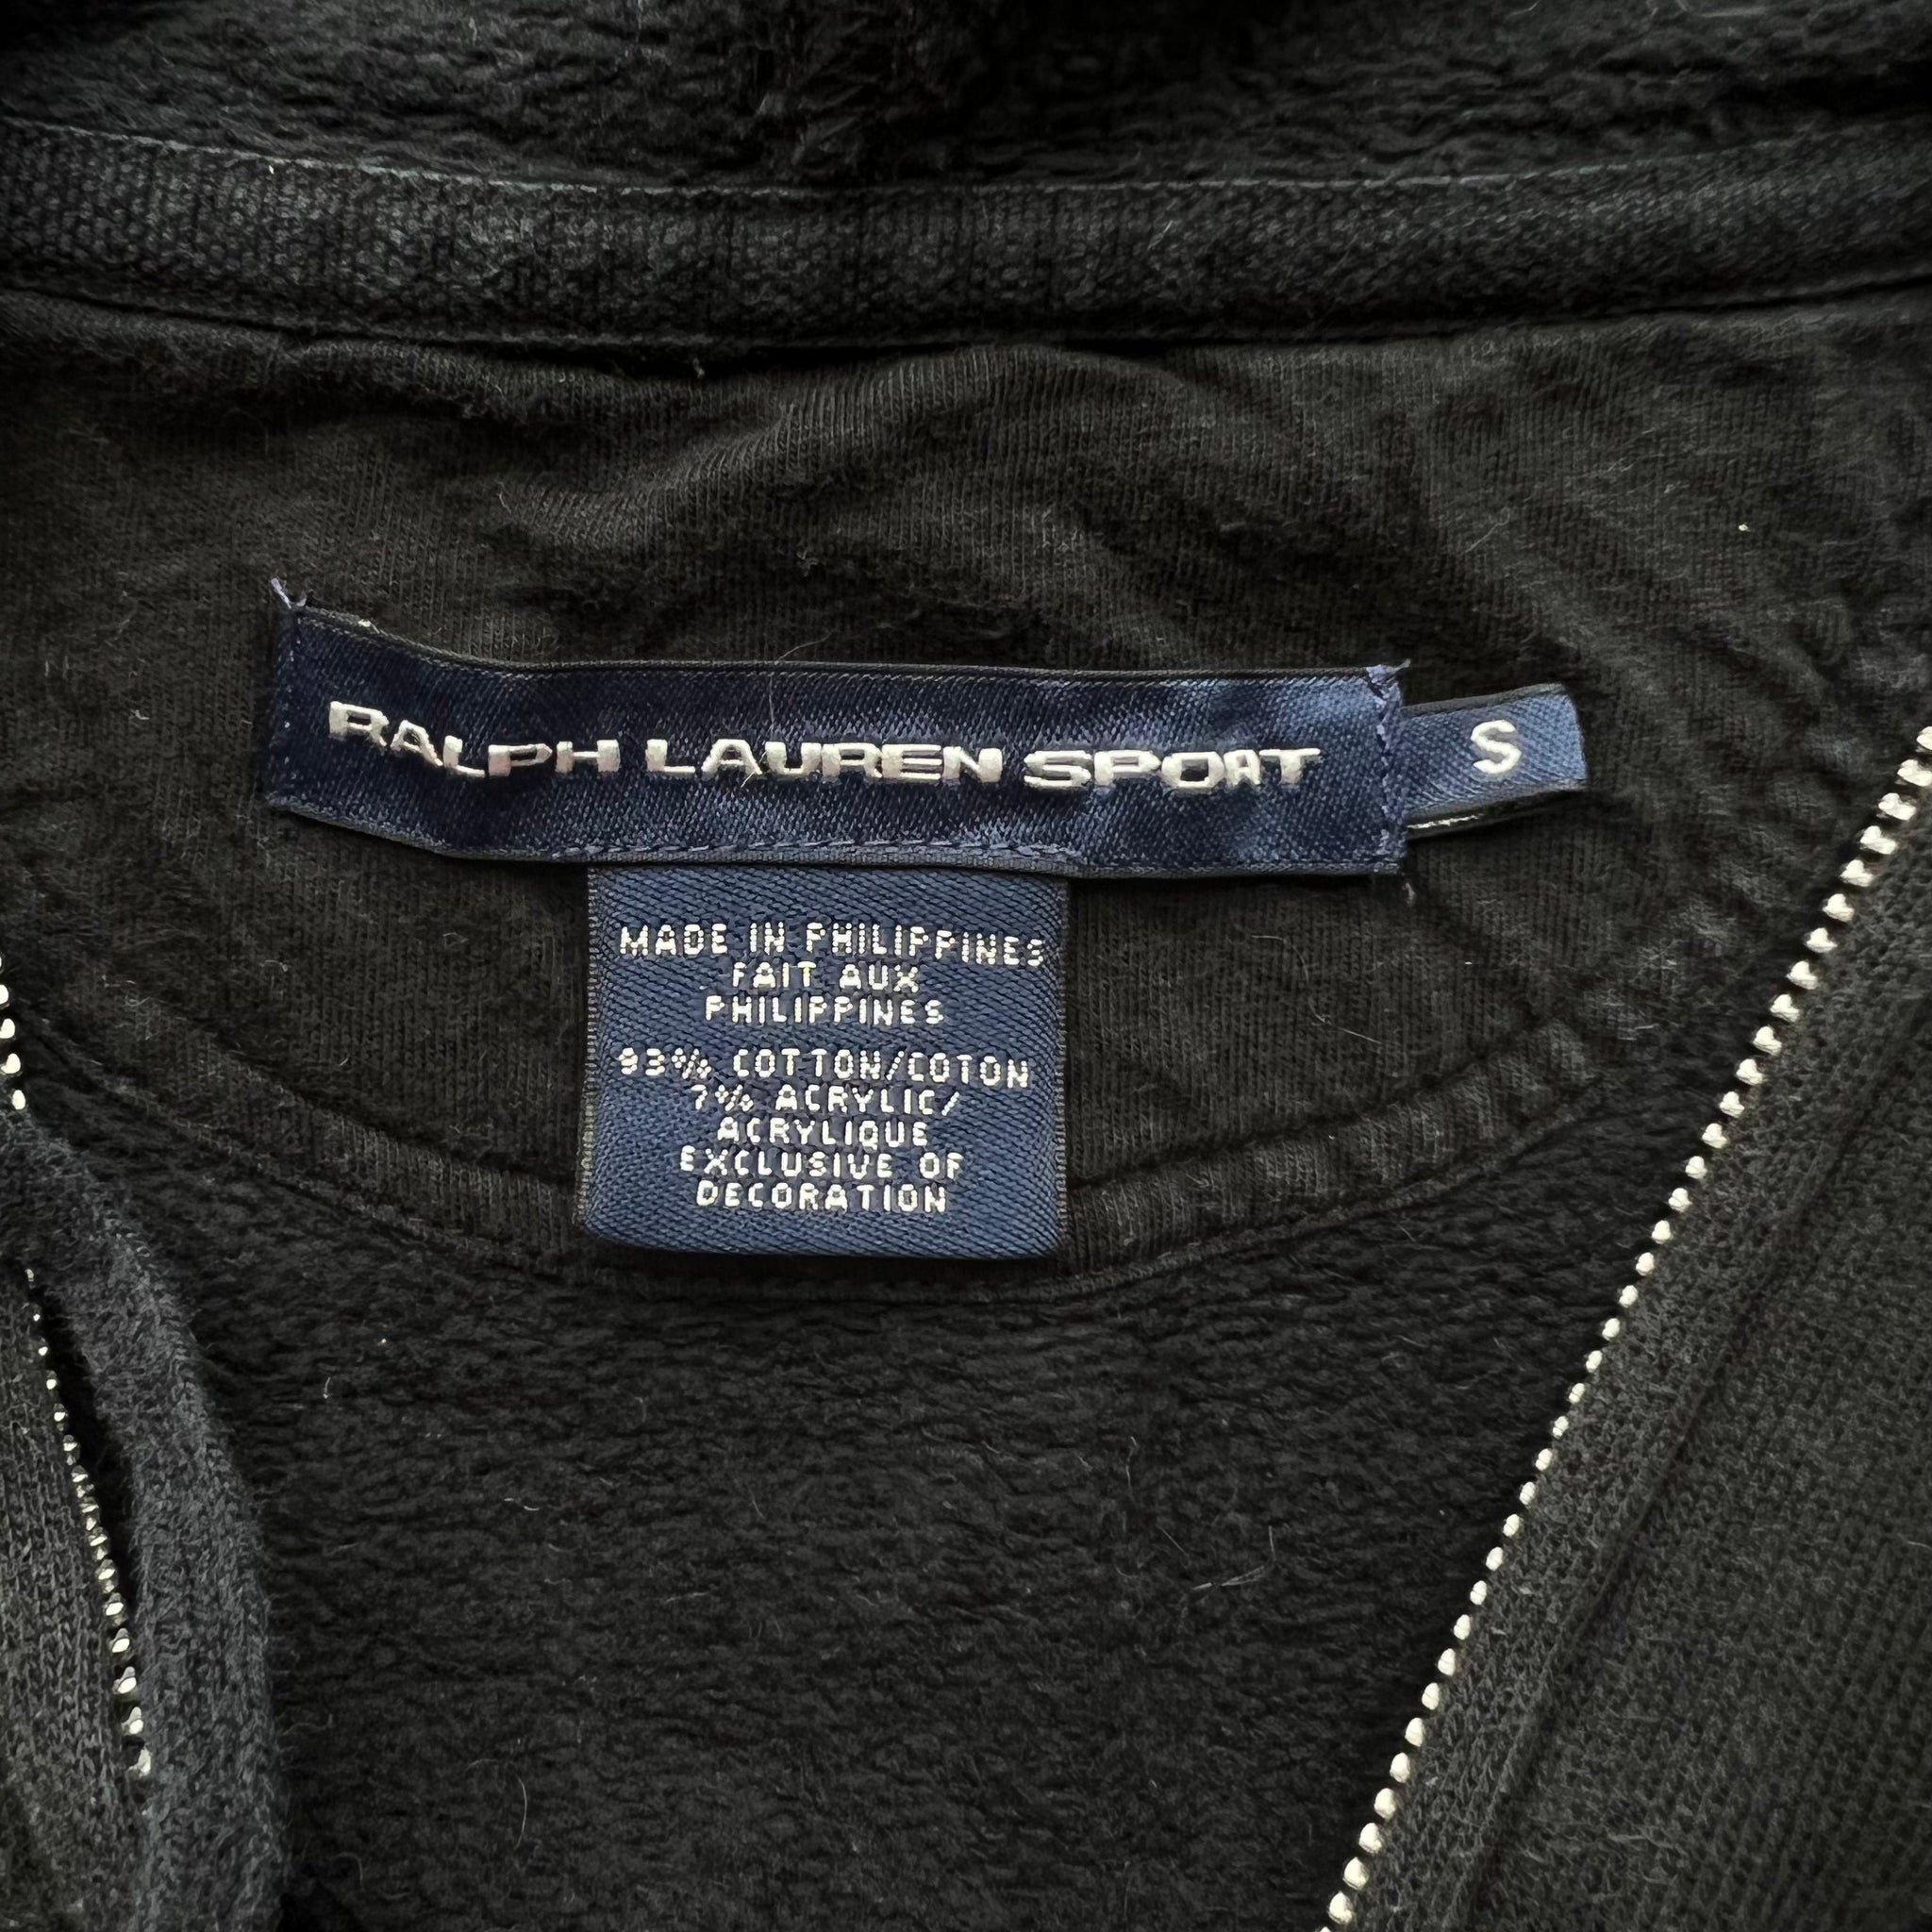 RALPH LAUREN SPORT
S
MADE IN PHILIPPINES
FAIT AUX
PHILIPPINES
93% COTTON/COTON
7% ACRYLIC/
ACRYLIQUE
EXCLUSIVE OF
DECORATION